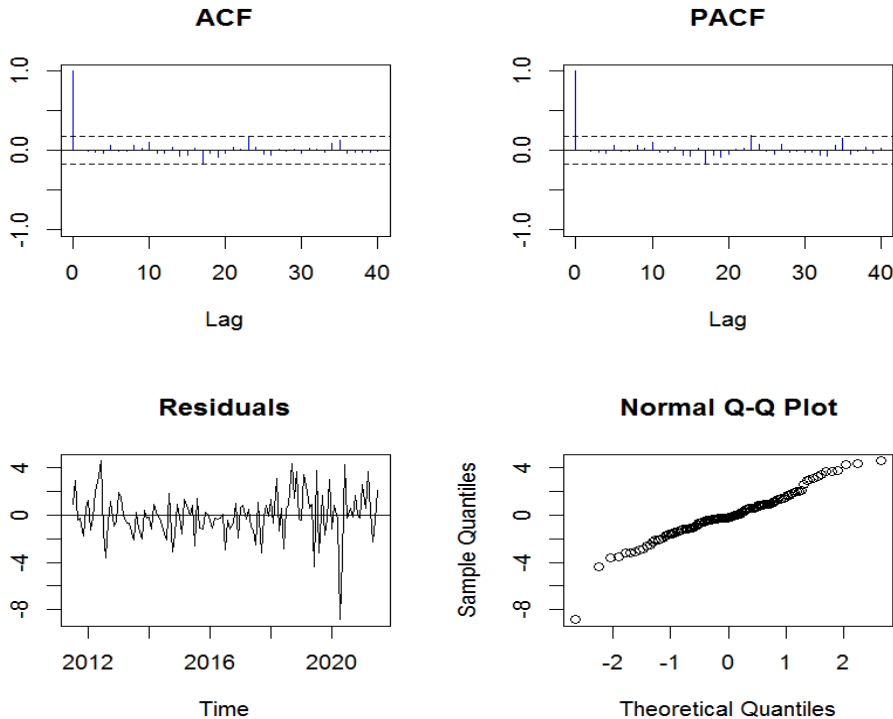 ACF
1.0
0.0
-1.0
0 10 20 30 40
Lag
PACF
1.0
0.0
-1.0
0 10 20 30 40
Lag
Residuals
4
0
-4
-8
2012 2016 2020
Time
Normal Q-Q Plot
Sample Quantiles
4
0
-4
-8
-2 -1 0 1 2
Theoretical Quantiles